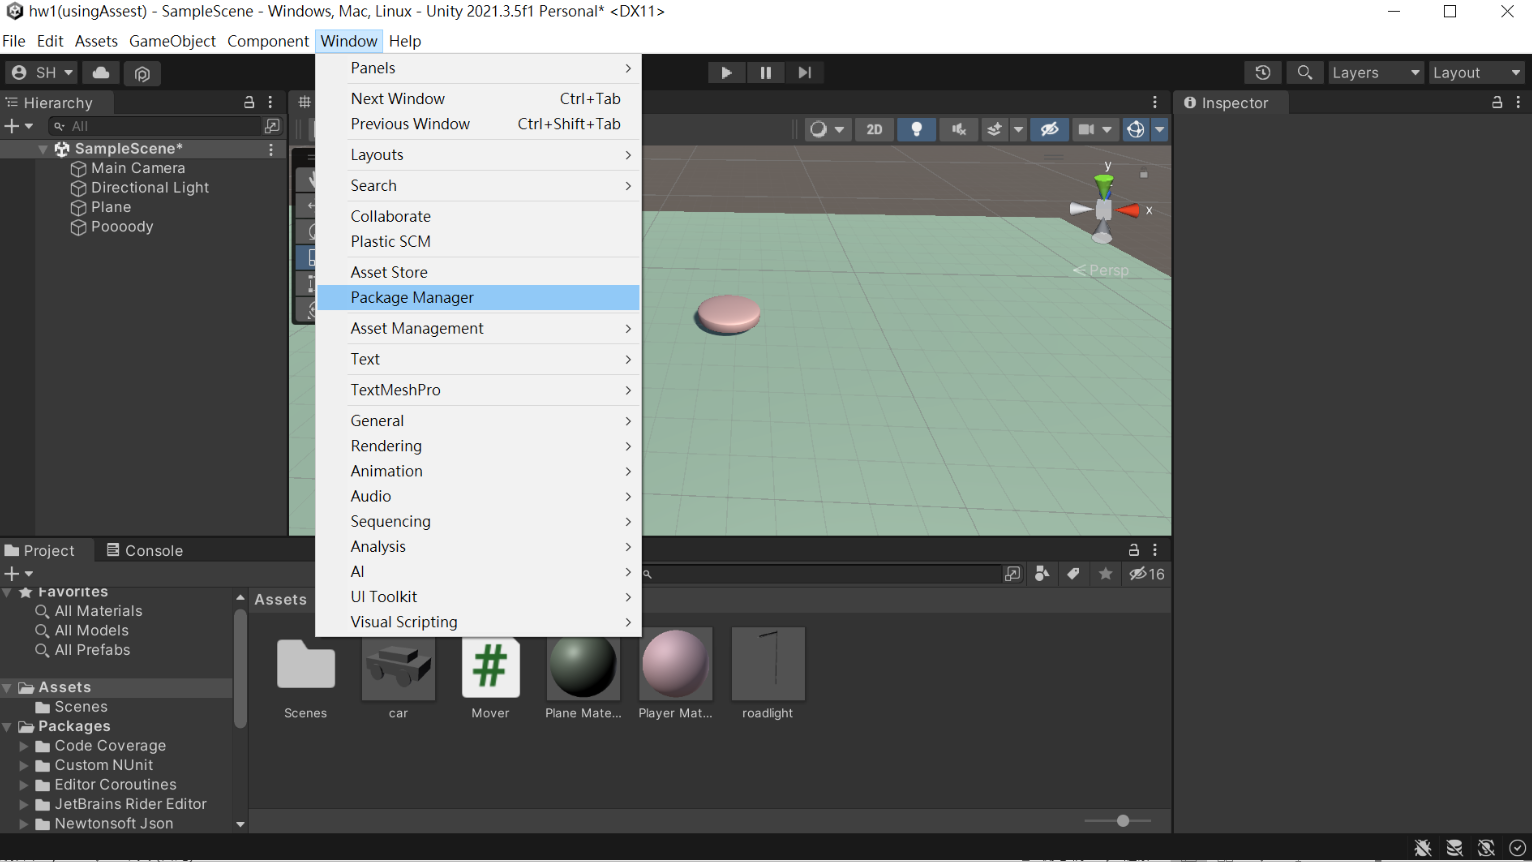 hw1(usingAssest) - SampleScene - Windows, Mac, Linux - Unity 2021.3.5f1 Personal* <DX11>
File Edit Assets GameObject Component Window Help
SH
Layers
Layout
Hierarchy
All
SampleScene*
Main Camera
Directional Light
Plane
Poooody
Panels
Next Window Ctrl+Tab
Previous Window Ctrl+Shift+Tab
Layouts
Search
Collaborate
Plastic SCM
Asset Store
Package Manager
Asset Management
Text
TextMeshPro
General
Rendering
Animation
Audio
Sequencing
Analysis
AI
UI Toolkit
Visual Scripting
2D
y
x
Persp
Inspector
Project
Console
16
Favorites
All Materials
All Models
All Prefabs
Assets
Scenes
Packages
Code Coverage
Custom NUnit
Editor Coroutines
JetBrains Rider Editor
Newtonsoft Json
Assets
Scenes
car
Mover
Plane Mate...
Player Mat...
roadlight